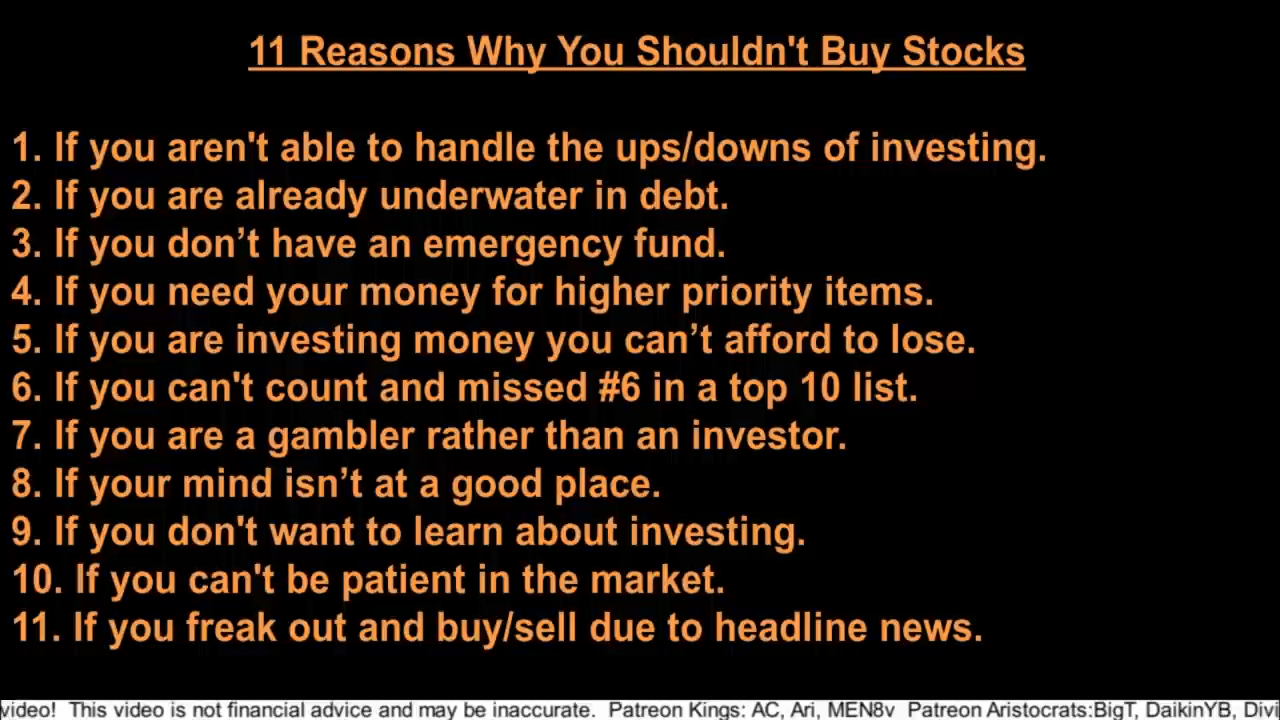 11 Reasons Why You Shouldn't Buy Stocks
1. If you aren't able to handle the ups/downs of investing.
2. If you are already underwater in debt.
3. If you don’t have an emergency fund.
4. If you need your money for higher priority items.
5. If you are investing money you can’t afford to lose.
6. If you can't count and missed #6 in a top 10 list.
7. If you are a gambler rather than an investor.
8. If your mind isn’t at a good place.
9. If you don't want to learn about investing.
10. If you can't be patient in the market.
11. If you freak out and buy/sell due to headline news.
video! This video is not financial advice and may be inaccurate. Patreon Kings: AC, Ari, MEN8v Patreon Aristocrats:BigT, DaikinYB, Divi